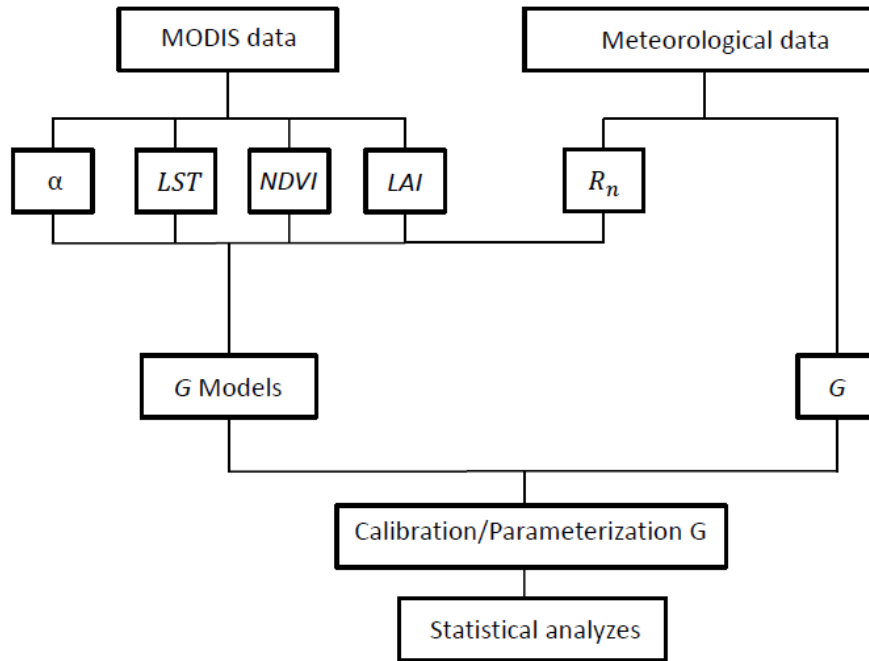 MODIS data
Meteorological data
α
LST
NDVI
LAI
Rₙ
G Models
G
Calibration/Parameterization G
Statistical analyzes